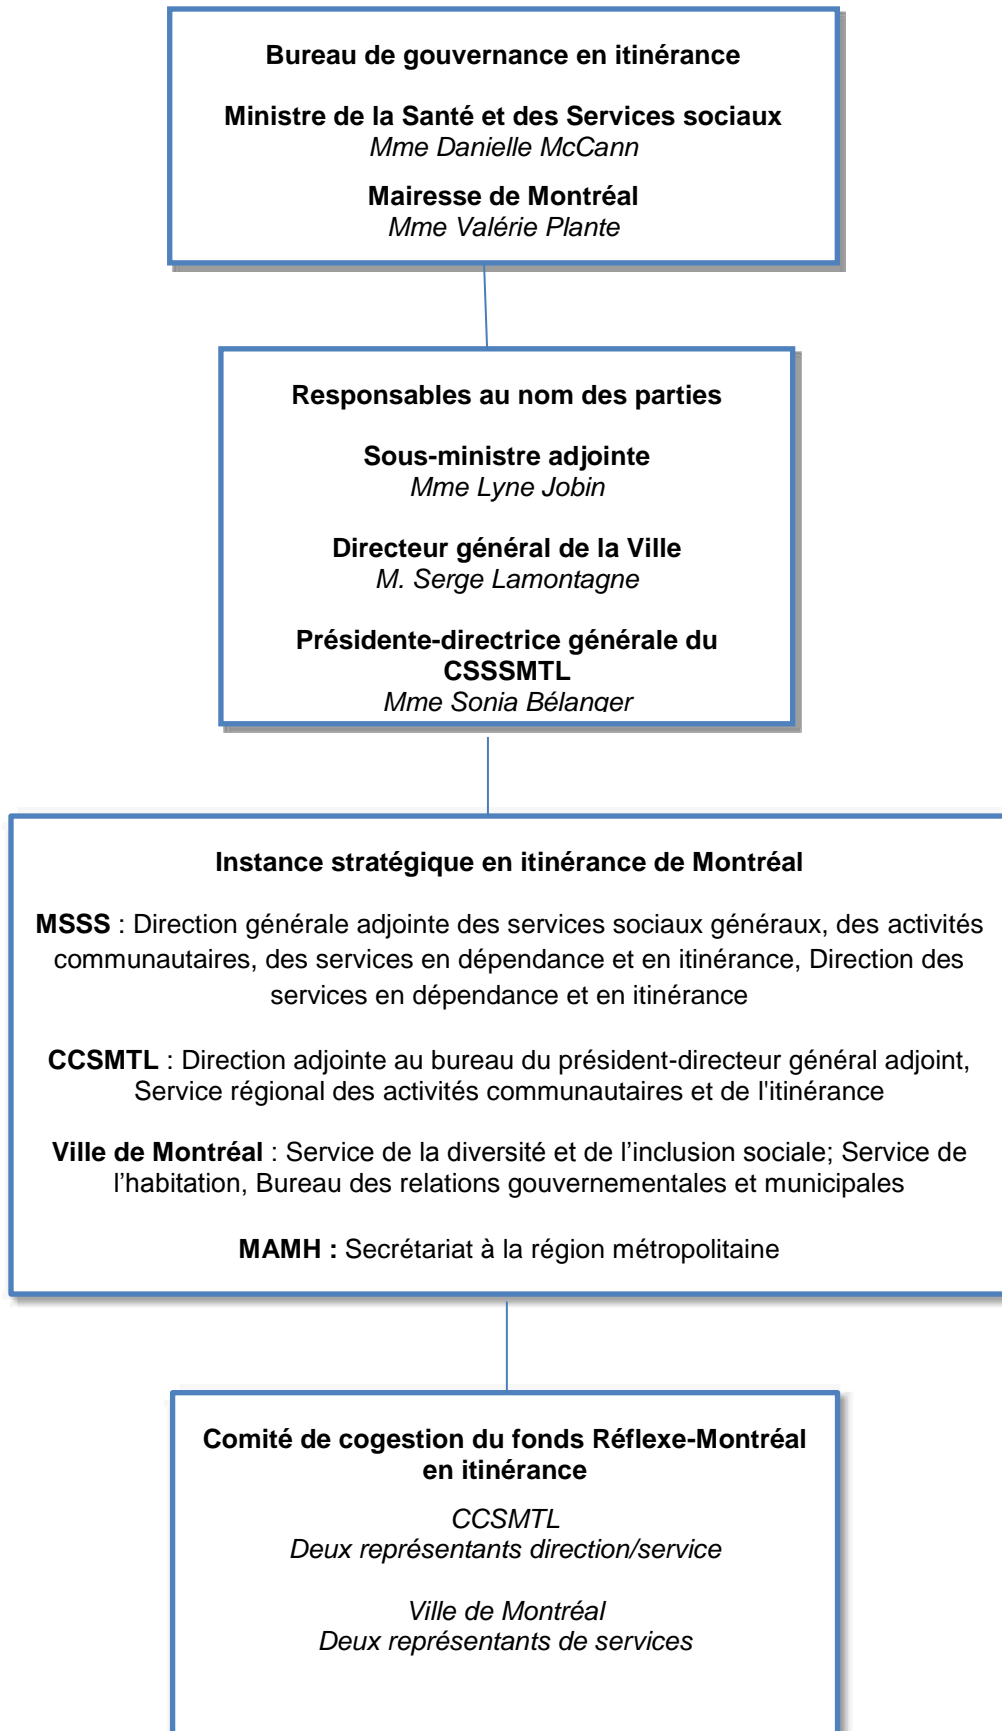 Bureau de gouvernance en itinérance
Ministre de la Santé et des Services sociaux
Mme Danielle McCann
Mairesse de Montréal
Mme Valérie Plante
Responsables au nom des parties
Sous-ministre adjointe
Mme Lyne Jobin
Directeur général de la Ville
M. Serge Lamontagne
Présidente-directrice générale du
CSSSMTL
Mme Sonia Bélanger
Instance stratégique en itinérance de Montréal
MSSS : Direction générale adjointe des services sociaux généraux, des activités
communautaires, des services en dépendance et en itinérance, Direction des
services en dépendance et en itinérance
CCSMTL : Direction adjointe au bureau du président-directeur général adjoint,
Service régional des activités communautaires et de l'itinérance
Ville de Montréal : Service de la diversité et de l’inclusion sociale; Service de
l’habitation, Bureau des relations gouvernementales et municipales
MAMH : Secrétariat à la région métropolitaine
Comité de cogestion du fonds Réflexe-Montréal
en itinérance
CCSMTL
Deux représentants direction/service
Ville de Montréal
Deux représentants de services